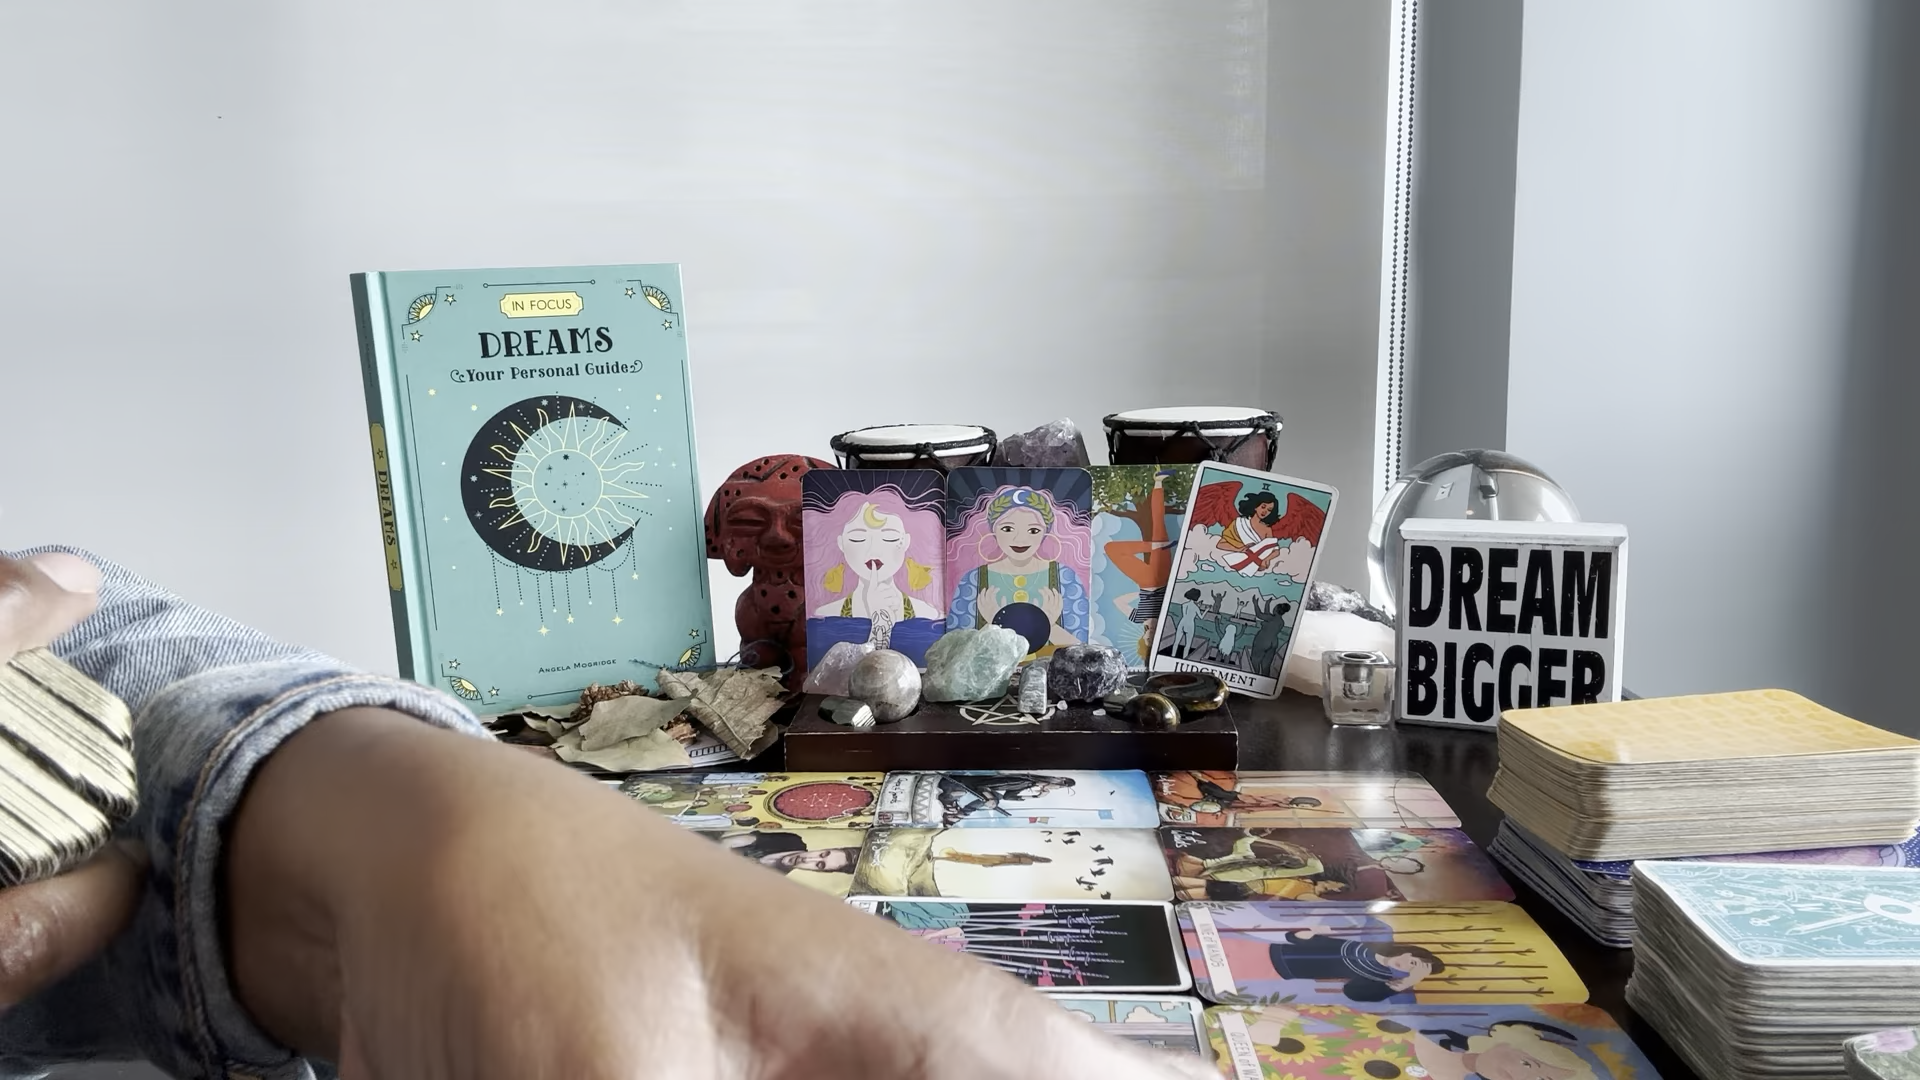 IN FOCUS
DREAMS
Your Personal Guide
DREAMS
ANGELA MOGRIDGE
JUDGEMENT
DREAM
BIGGER